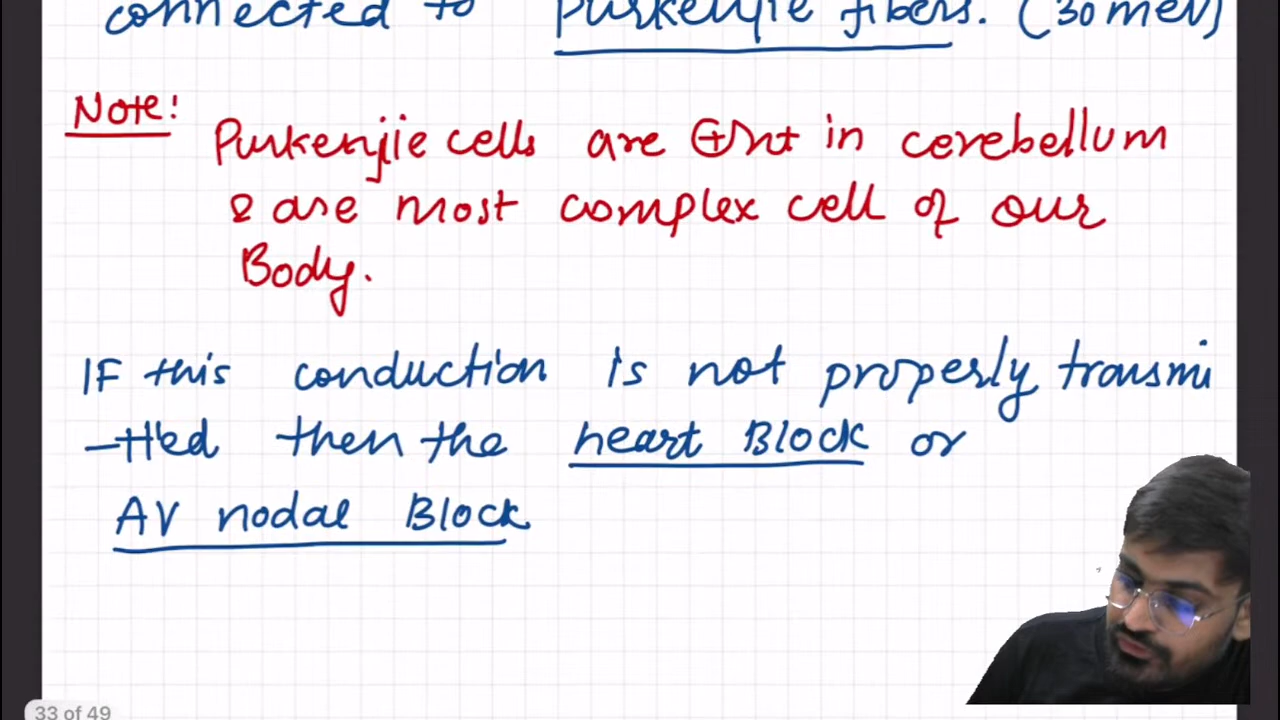 connected to Purkenjie fibers. (30 mev)
Note!
Purkenjie cells are ⊕nt in cerebellum
& are most complex cell of our
Body.
IF this conduction is not properly transmi
-tted then the heart Block or
AV nodal Block
33 of 49